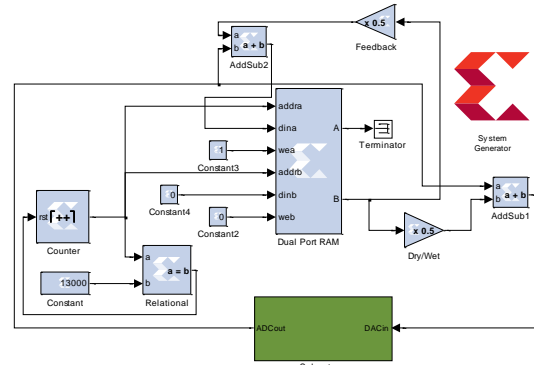 a
b
a + b
AddSub2
x 0.5
Feedback
System
Generator
addra
dina
wea
addrb
dinb
web
A
B
Dual Port RAM
Terminator
1
Constant3
0
Constant4
0
Constant2
rst
[++]
Counter
13000
Constant
a
b
a = b
Relational
x 0.5
Dry/Wet
a
b
a + b
AddSub1
ADCout
DACin